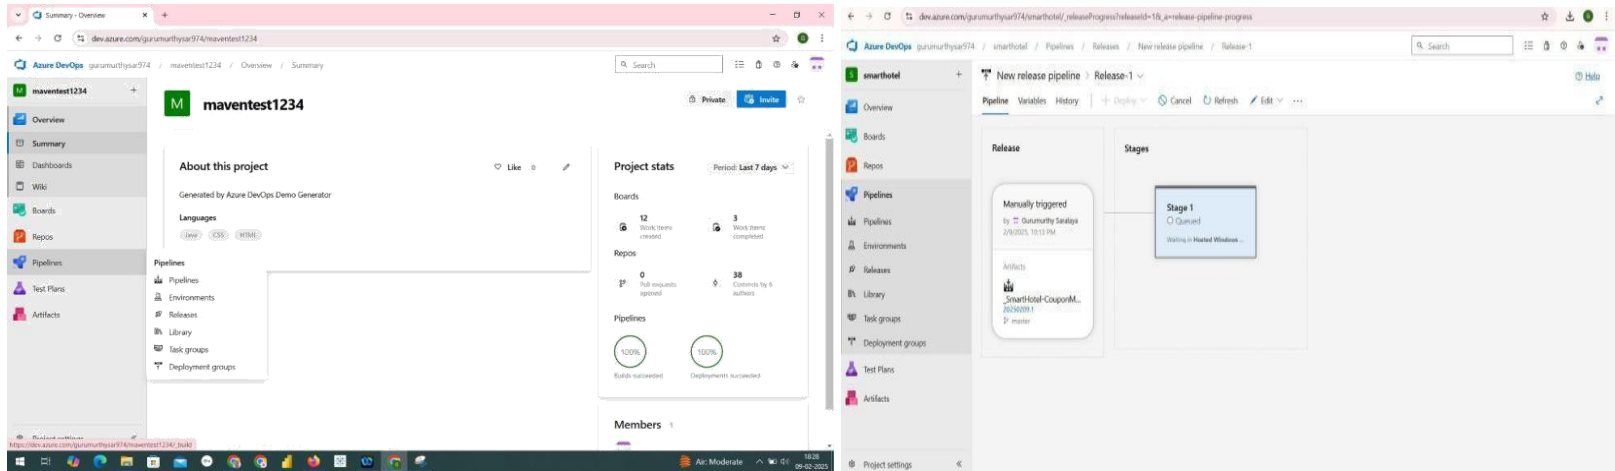 Summary - Overview
dev.azure.com/gurumurthysar974/maventest1234
Azure DevOps gurumurthysar974 / maventest1234 / Overview / Summary
Search
M maventest1234 +
Overview
Summary
Dashboards
Wiki
Boards
Repos
Pipelines
Test Plans
Artifacts
Project settings
https://dev.azure.com/gurumurthysar974/maventest1234/_build
M maventest1234
Private
Invite
About this project
Like 0
Generated by Azure DevOps Demo Generator
Languages
Java CSS HTML
Pipelines
Pipelines
Environments
Releases
Library
Task groups
Deployment groups
Project stats
Period: Last 7 days
Boards
12
Work items
created
3
Work items
completed
Repos
0
Pull requests
opened
38
Commits by 6
authors
Pipelines
100%
Builds succeeded
100%
Deployments succeeded
Members 1
Air: Moderate
18:28
09-02-2025
dev.azure.com/gurumurthysar974/smarthotel/_releaseProgress?releaseId=1&_a=release-pipeline-progress
Azure DevOps gurumurthysar974 / smarthotel / Pipelines / Releases / New release pipeline / Release-1
Search
S smarthotel +
Overview
Boards
Repos
Pipelines
Pipelines
Environments
Releases
Library
Task groups
Deployment groups
Test Plans
Artifacts
Project settings
New release pipeline > Release-1
Help
Pipeline Variables History
+ Deploy Cancel Refresh Edit ...
Release
Manually triggered
by Gurumurthy Saralaya
2/9/2025, 10:13 PM
Artifacts
_SmartHotel-CouponM...
20250209.1
master
Stages
Stage 1
Queued
Waiting in Hosted Windows ...